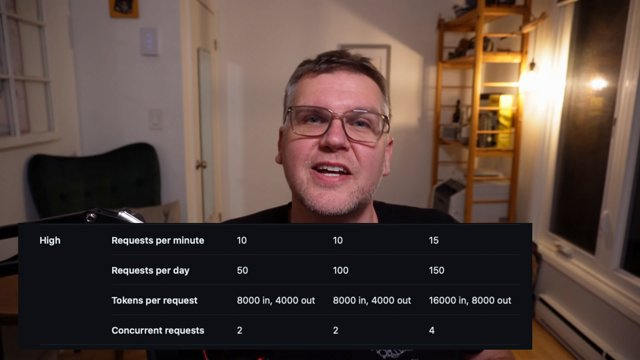 High Requests per minute 10 10 15
Requests per day 50 100 150
Tokens per request 8000 in, 4000 out 8000 in, 4000 out 16000 in, 8000 out
Concurrent requests 2 2 4